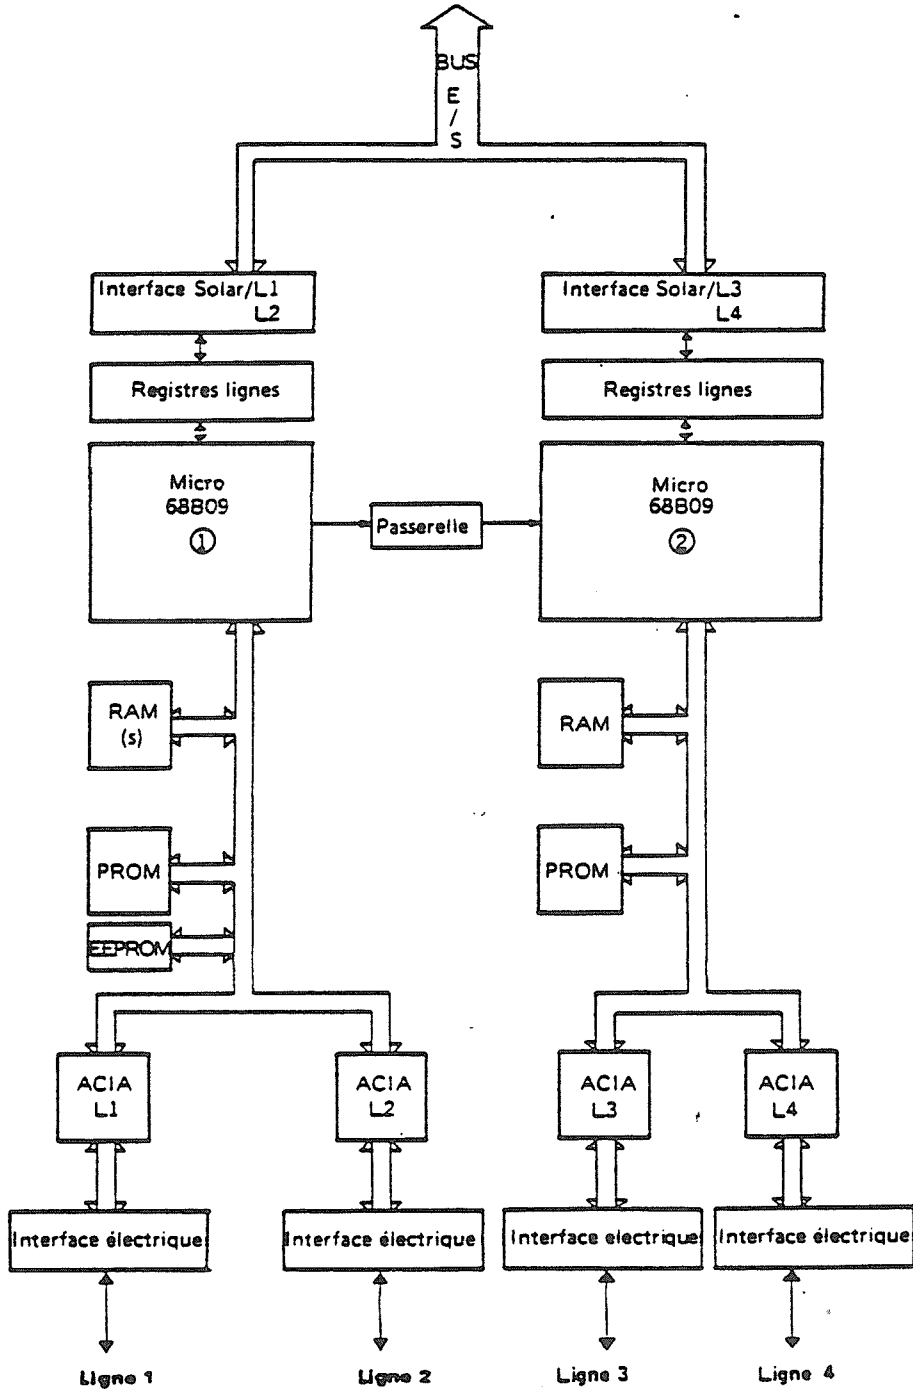 BUS
E
/
S
Interface Solar/L1
L2
Interface Solar/L3
L4
Registres lignes
Registres lignes
Micro
68B09
①
Passerelle
Micro
68B09
②
RAM
(s)
RAM
PROM
PROM
EEPROM
ACIA
L1
ACIA
L2
ACIA
L3
ACIA
L4
Interface électrique
Interface électrique
Interface electrique
Interface électrique
Ligne 1
Ligne 2
Ligne 3
Ligne 4